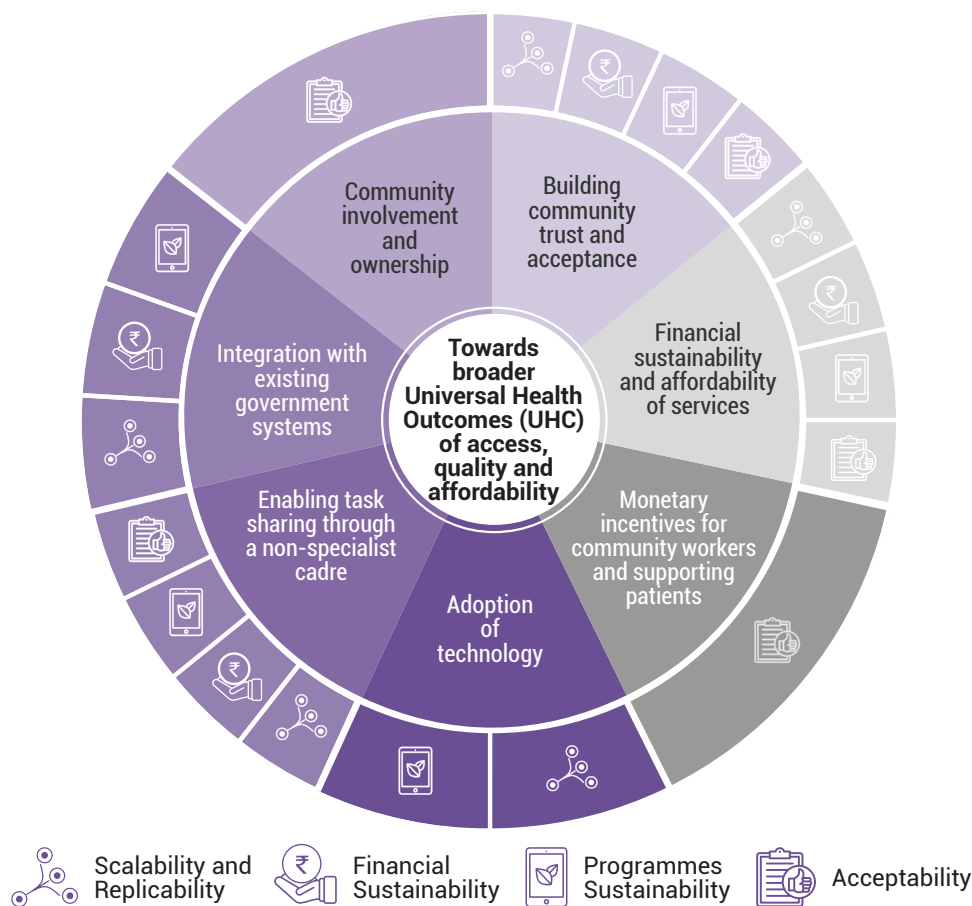 Community
involvement
and
ownership
Building
community
trust and
acceptance
Financial
sustainability
and affordability
of services
Monetary
incentives for
community workers
and supporting
patients
Adoption
of
technology
Enabling task
sharing through
a non-specialist
cadre
Integration with
existing
government
systems
Towards
broader
Universal Health
Outcomes (UHC)
of access,
quality and
affordability
₹
₹
₹
₹
Scalability and
Replicability
₹
Financial
Sustainability
Programmes
Sustainability
Acceptability